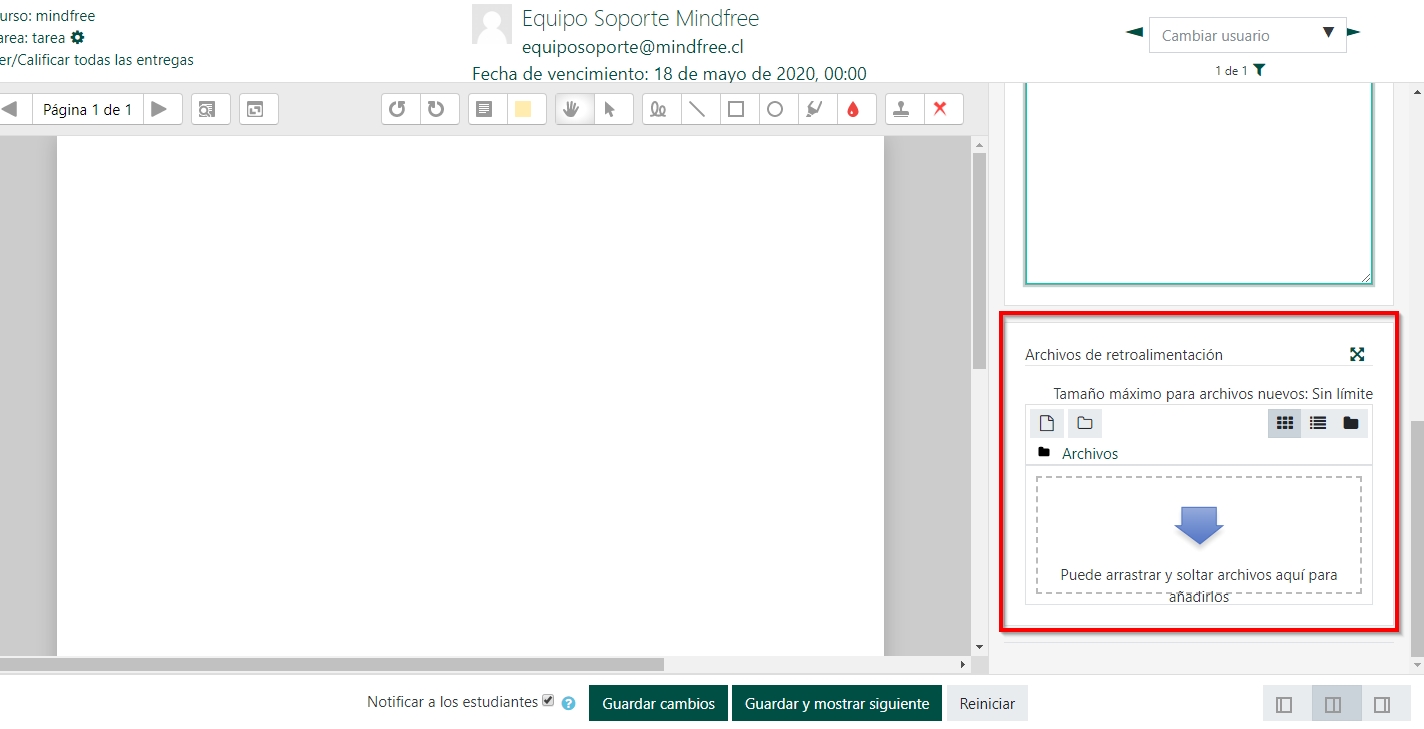 urso: mindfree
area: tarea
er/Calificar todas las entregas
Equipo Soporte Mindfree
equiposoporte@mindfree.cl
Fecha de vencimiento: 18 de mayo de 2020, 00:00
Cambiar usuario
1 de 1
Página 1 de 1
Archivos de retroalimentación
Tamaño máximo para archivos nuevos: Sin límite
Archivos
Puede arrastrar y soltar archivos aquí para
añadirlos
Notificar a los estudiantes
Guardar cambios
Guardar y mostrar siguiente
Reiniciar